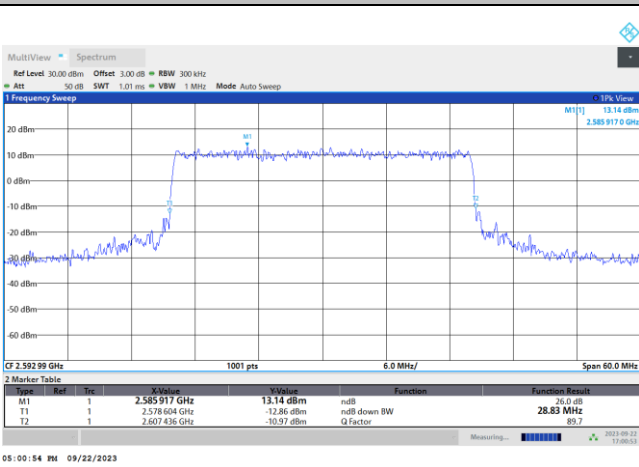 MultiView Spectrum
Ref Level 30.00 dBm Offset 3.00 dB RBW 300 kHz
Att 50 dB SWT 1.01 ms VBW 1 MHz Mode Auto Sweep
1 Frequency Sweep 1Pk View
M1[1] 13.14 dBm
2.585 917 0 GHz
20 dBm
M1
10 dBm
0 dBm
T1 T2
-10 dBm
-20 dBm
-30 dBm
-40 dBm
-50 dBm
-60 dBm
CF 2.592 99 GHz 1001 pts 6.0 MHz/ Span 60.0 MHz
2 Marker Table
Type Ref Trc X-Value Y-Value Function Function Result
M1 1 2.585 917 GHz 13.14 dBm ndB 26.0 dB
T1 1 2.578 604 GHz -12.86 dBm ndB down BW 28.83 MHz
T2 1 2.607 436 GHz -10.97 dBm Q Factor 89.7
Measuring... 2023-09-22
17:00:53
05:00:54 PM 09/22/2023